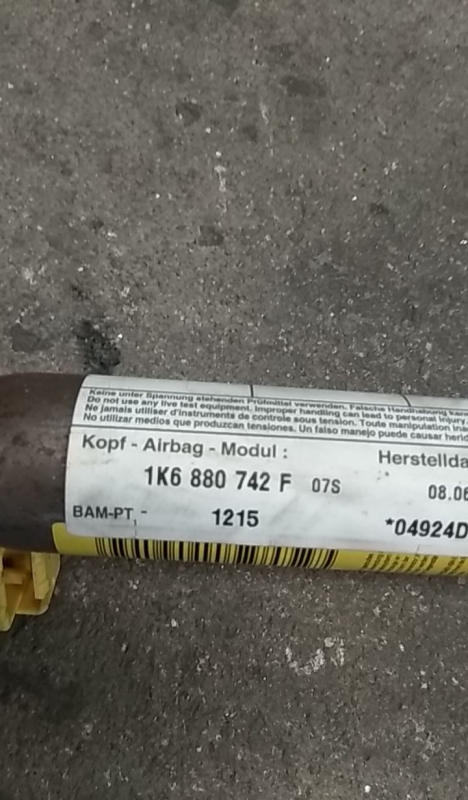 Keine unter Spannung stehenden Prüfmittel verwenden. Falsche Handhabung kan
Do not use any live test equipment. Improper handling can lead to personal injury.
Ne jamais utiliser d'instruments de controle sous tension. Toute manipulation ina
No utilizar medios que produzcan tensiones. Un falso manejo puede causar herid
Kopf - Airbag - Modul : Herstellda
1K6 880 742 F 07S 08.06
BAM-PT, - 1215 *04924D